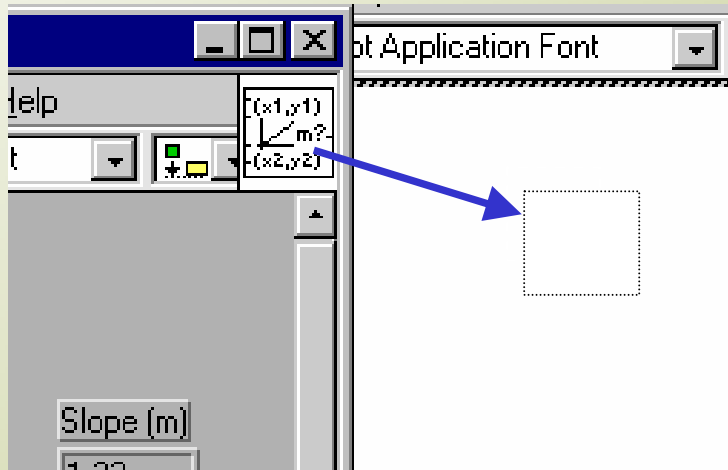 pt Application Font
Help
(x1,y1)
m?
t
(x2,y2)
Slope (m)